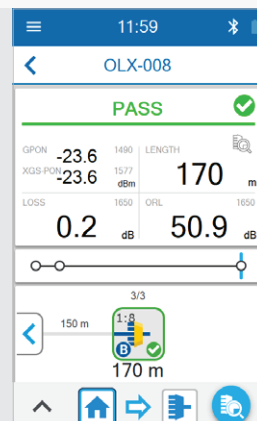 11:59
OLX-008
PASS
GPON -23.6 1490
XGS-PON -23.6 1577 dBm
LENGTH 170 m
LOSS 0.2 1650 dB
ORL 50.9 1650 dB
3/3
150 m
1:8
B
170 m